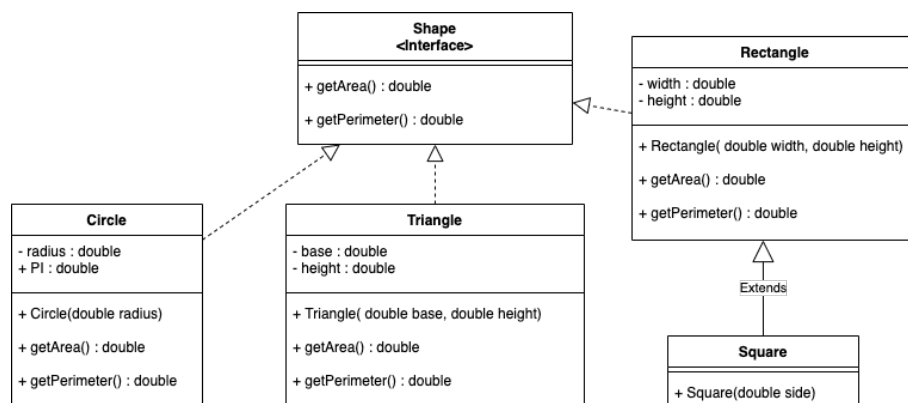 Shape
<Interface>
+ getArea() : double
+ getPerimeter() : double
Rectangle
- width : double
- height : double
+ Rectangle( double width, double height)
+ getArea() : double
+ getPerimeter() : double
Circle
- radius : double
+ PI : double
+ Circle(double radius)
+ getArea() : double
+ getPerimeter() : double
Triangle
- base : double
- height : double
+ Triangle( double base, double height)
+ getArea() : double
+ getPerimeter() : double
Extends
Square
+ Square(double side)